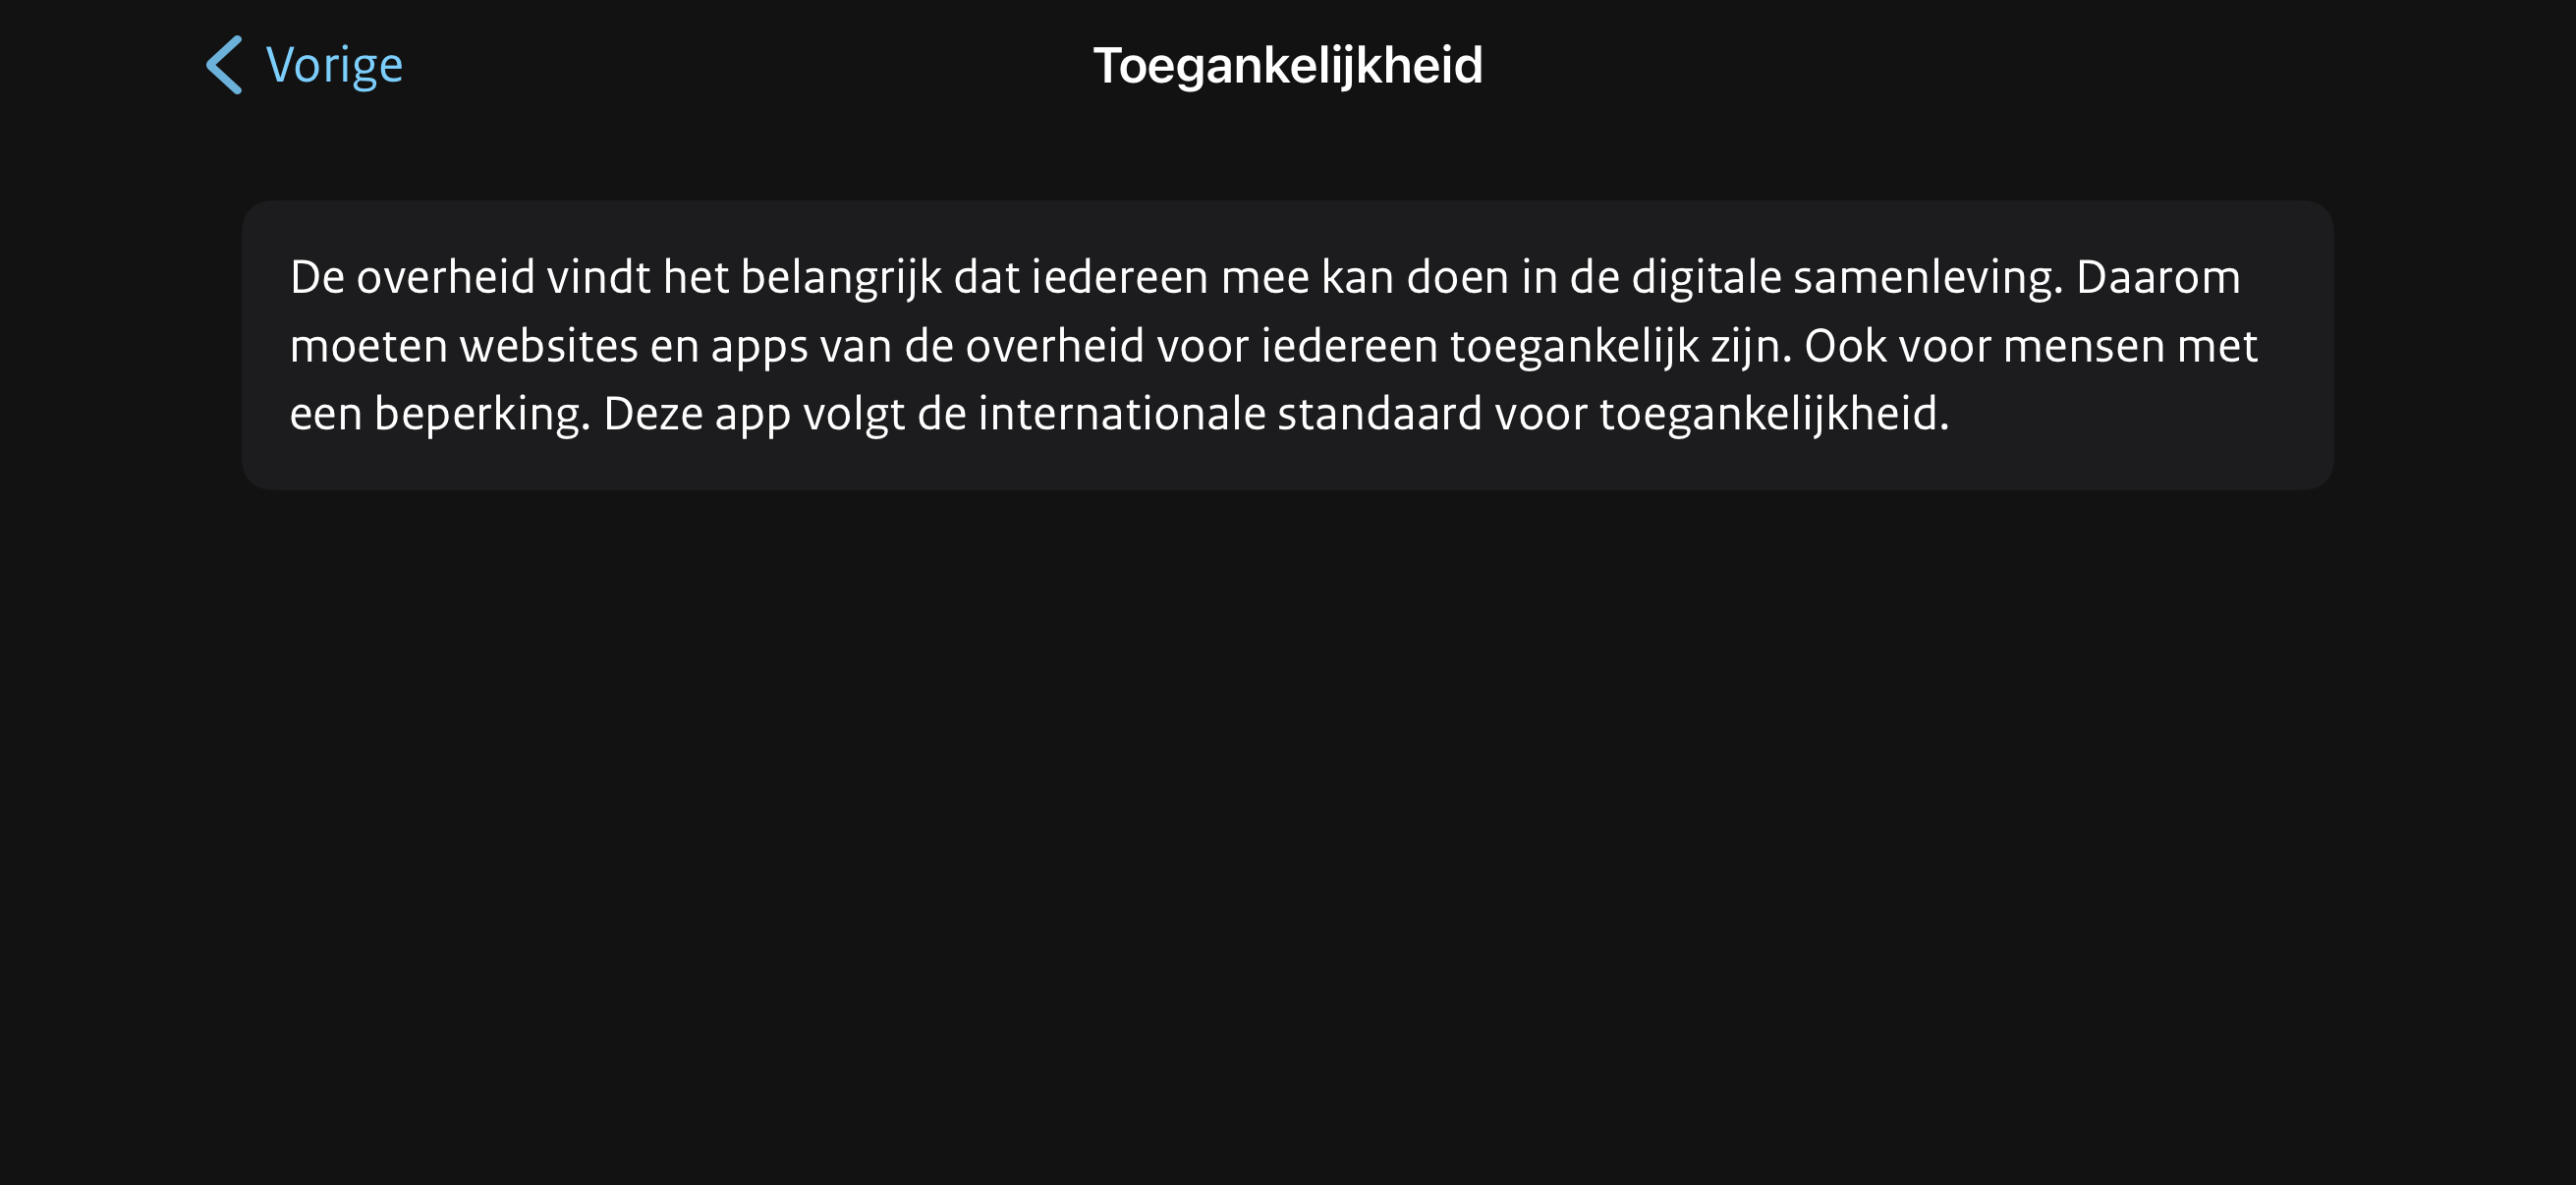 Vorige
Toegankelijkheid
De overheid vindt het belangrijk dat iedereen mee kan doen in de digitale samenleving. Daarom
moeten websites en apps van de overheid voor iedereen toegankelijk zijn. Ook voor mensen met
een beperking. Deze app volgt de internationale standaard voor toegankelijkheid.